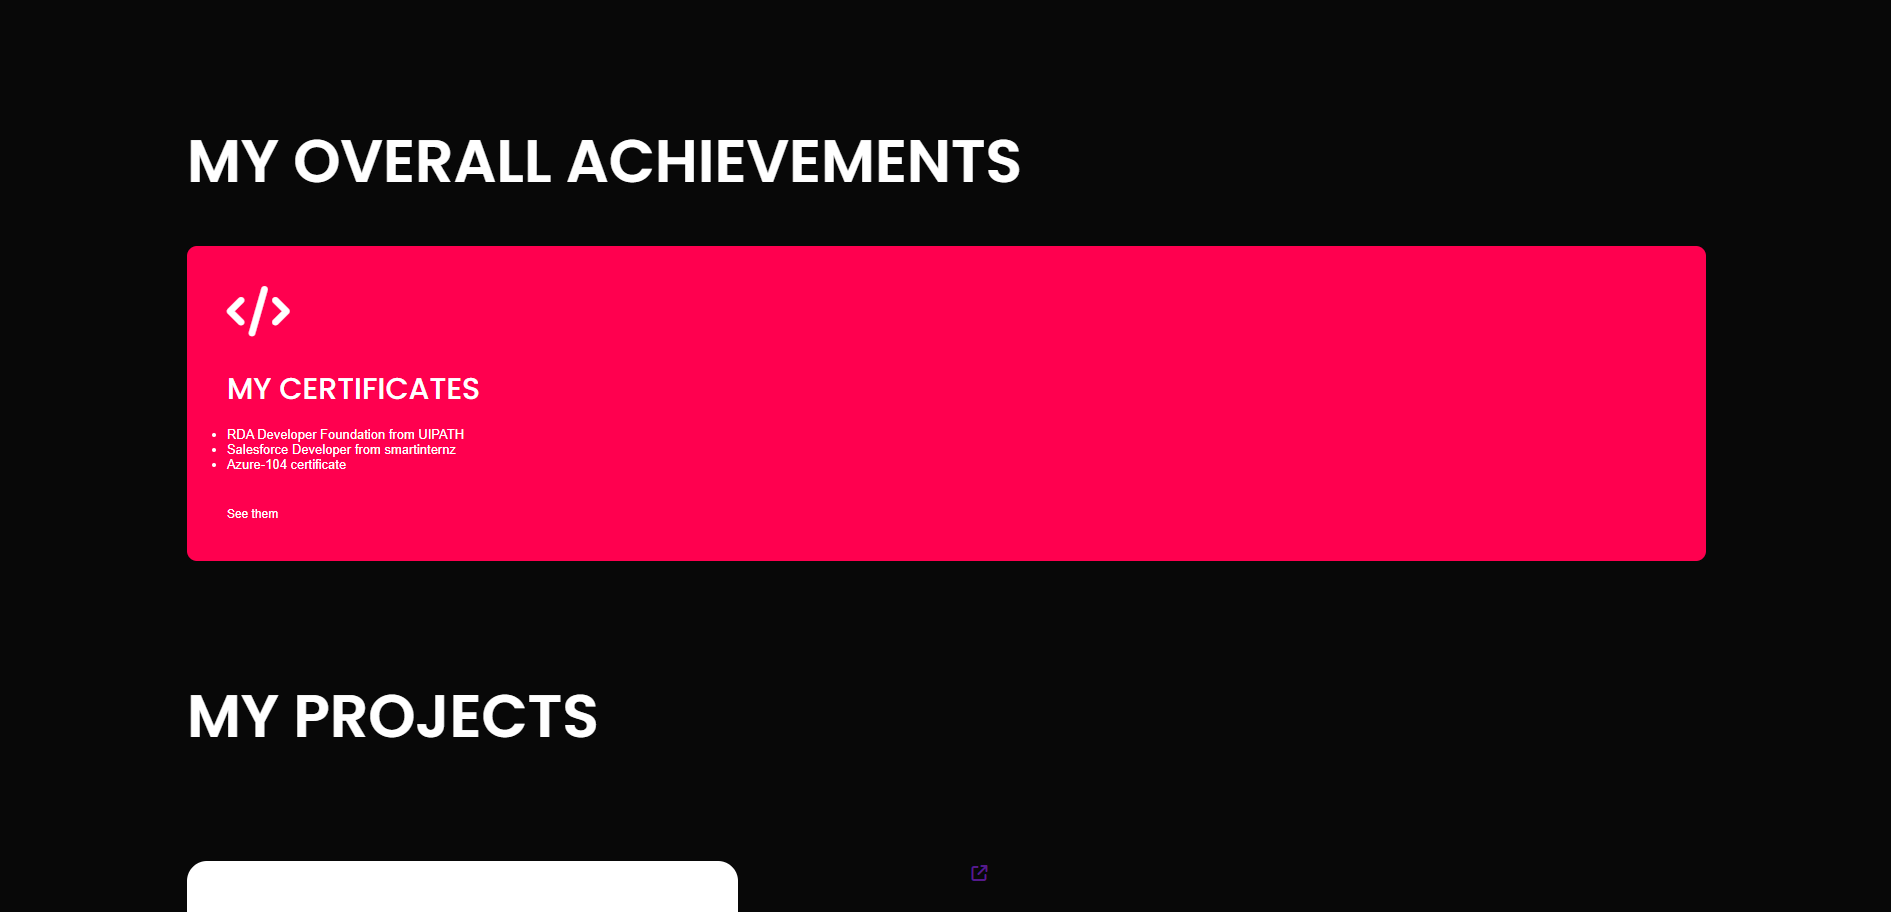 MY OVERALL ACHIEVEMENTS
MY CERTIFICATES
RDA Developer Foundation from UIPATH
Salesforce Developer from smartinternz
Azure-104 certificate
See them
MY PROJECTS